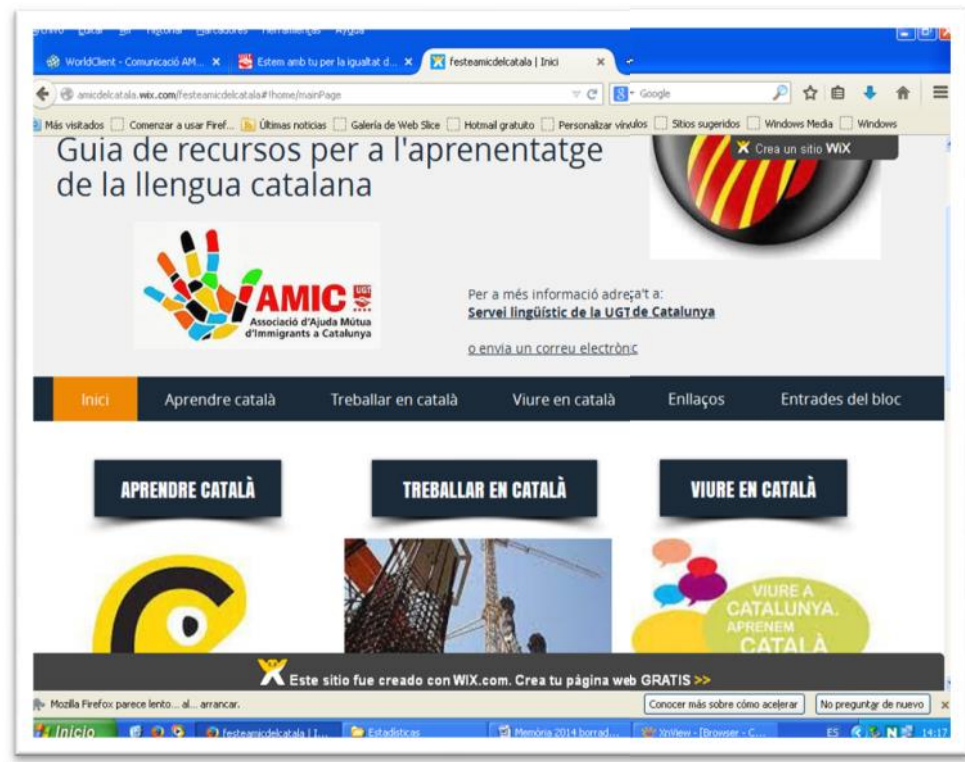 Archivo Editar Ver Historial Marcadores Herramientas Ayuda
WorldClient - Comunicació AM...
Estem amb tu per la igualtat d...
festeamicdelcatala | Inici
amicdelcatala.wix.com/festeamicdelcatala#!home/mainPage
Google
Más visitados
Comenzar a usar Firef...
Últimas noticias
Galería de Web Slice
Hotmail gratuito
Personalizar vínculos
Sitios sugeridos
Windows Media
Windows
Crea un sitio WiX
Guia de recursos per a l'aprenentatge
de la llengua catalana
AMIC UGT
Associació d'Ajuda Mútua
d'Immigrants a Catalunya
Per a més informació adreça't a:
Servei lingüístic de la UGT de Catalunya
o envia un correu electrònic
Inici
Aprendre català
Treballar en català
Viure en català
Enllaços
Entrades del bloc
APRENDRE CATALÀ
TREBALLAR EN CATALÀ
VIURE EN CATALÀ
VIURE A
CATALUNYA.
APRENEM
CATALÀ
Este sitio fue creado con WIX.com. Crea tu página web GRATIS >>
Mozilla Firefox parece lento... al... arrancar.
Conocer más sobre cómo acelerar
No preguntar de nuevo
Inicio
festeamicdelcatala | I...
Estadísticas
Memòria 2014 borrad...
XnView - [Browser - C...
ES
14:17